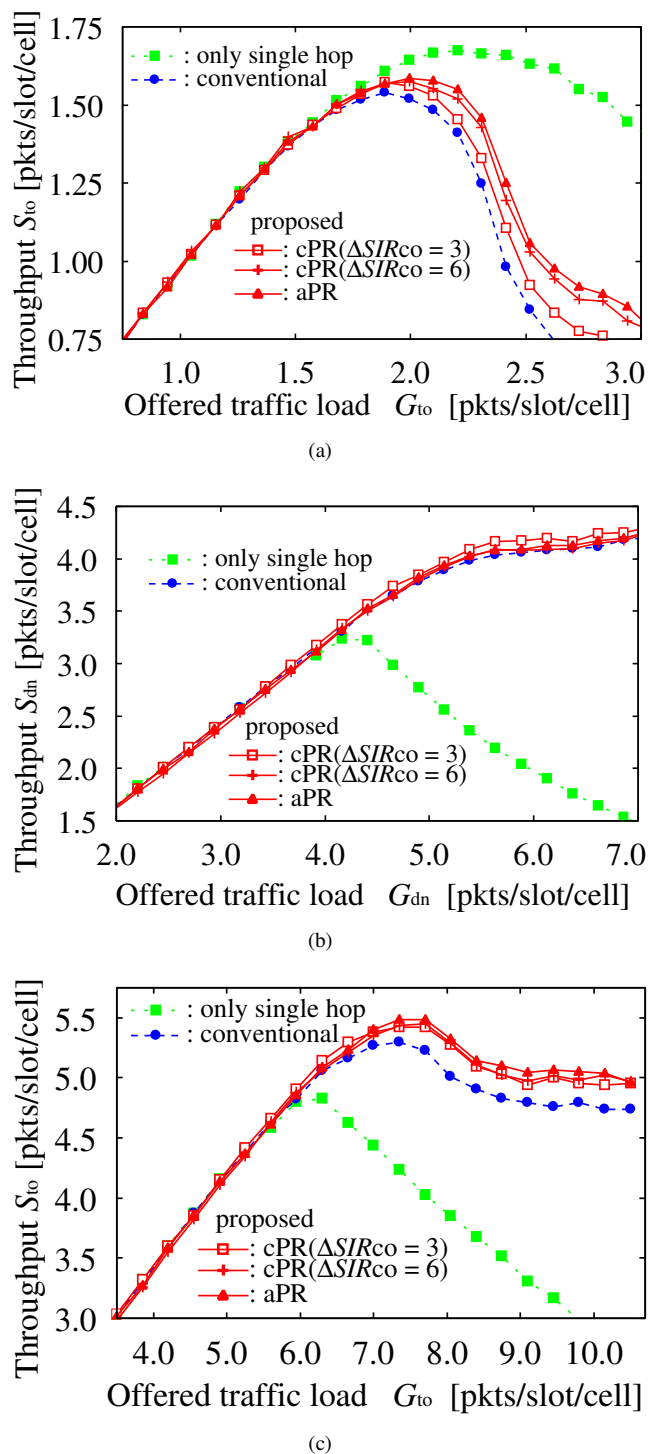 1.75
: only single hop
: conventional
1.50
1.25
proposed
: cPR(ΔSIRco = 3)
1.00
: cPR(ΔSIRco = 6)
: aPR
0.75
1.0 1.5 2.0 2.5 3.0
Throughput Sto [pkts/slot/cell]
Offered traffic load Gto [pkts/slot/cell]
(a)
4.5
: only single hop
4.0
: conventional
3.5
3.0
2.5
proposed
: cPR(ΔSIRco = 3)
2.0
: cPR(ΔSIRco = 6)
: aPR
1.5
2.0 3.0 4.0 5.0 6.0 7.0
Throughput Sdn [pkts/slot/cell]
Offered traffic load Gdn [pkts/slot/cell]
(b)
5.5
: only single hop
: conventional
5.0
4.5
4.0
proposed
3.5
: cPR(ΔSIRco = 3)
: cPR(ΔSIRco = 6)
: aPR
3.0
4.0 5.0 6.0 7.0 8.0 9.0 10.0
Throughput Sto [pkts/slot/cell]
Offered traffic load Gto [pkts/slot/cell]
(c)